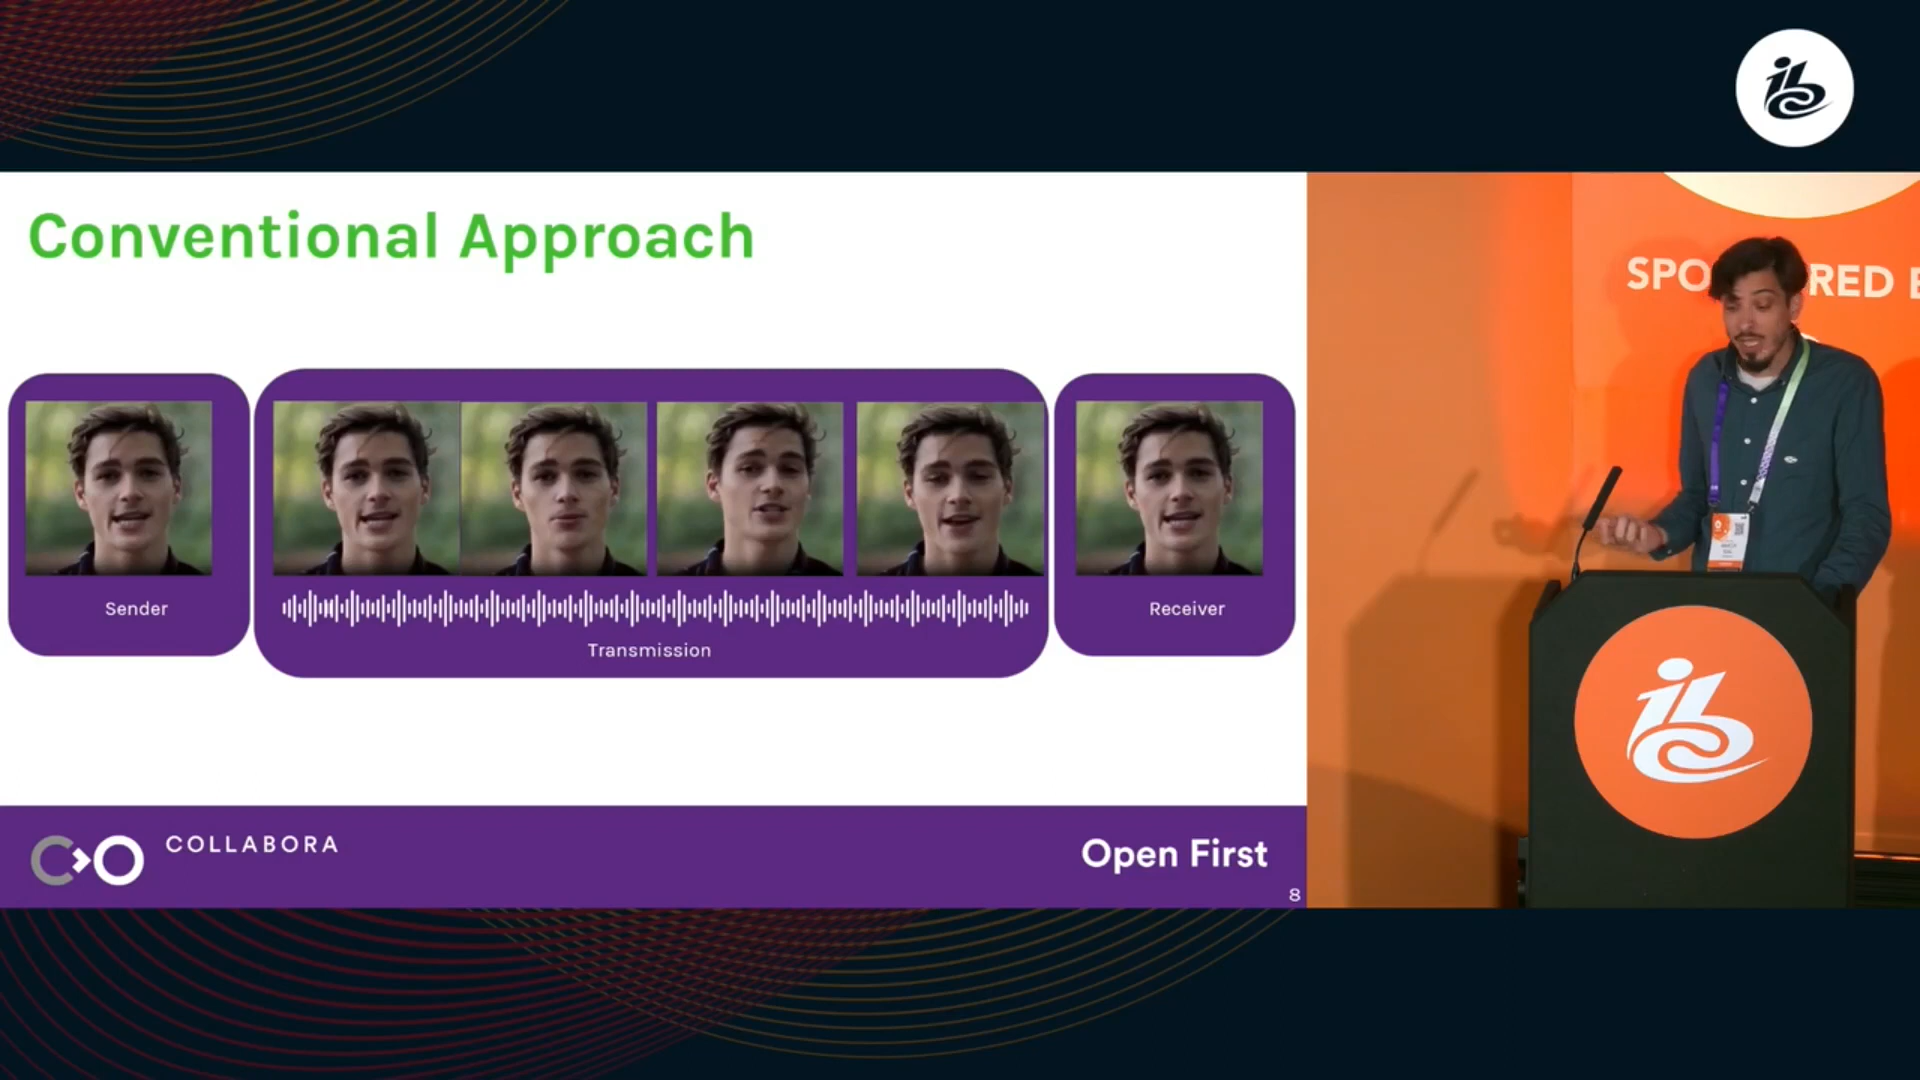 Conventional Approach
Sender
Transmission
Receiver
COLLABORA
Open First
8
SPO RED E